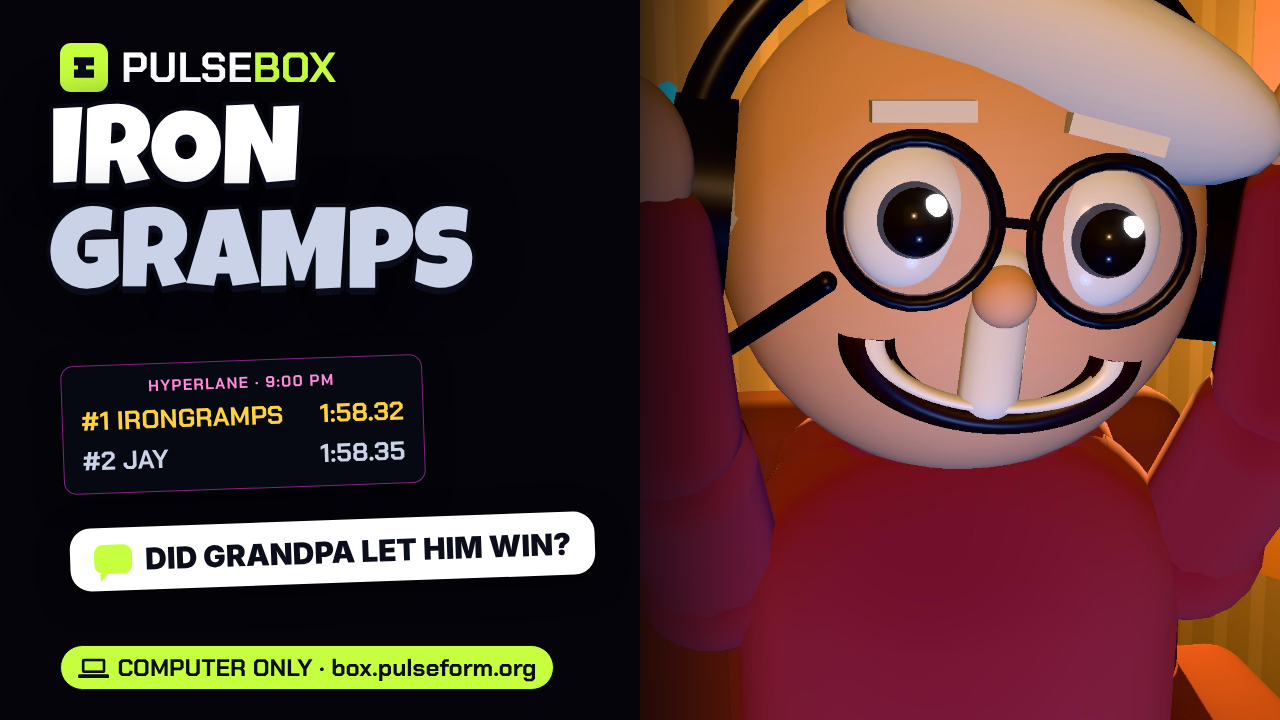 PULSEBOX
IRON
GRAMPS
HYPERLANE · 9:00 PM
#1 IRONGRAMPS 1:58.32
#2 JAY 1:58.35
DID GRANDPA LET HIM WIN?
COMPUTER ONLY · box.pulseform.org